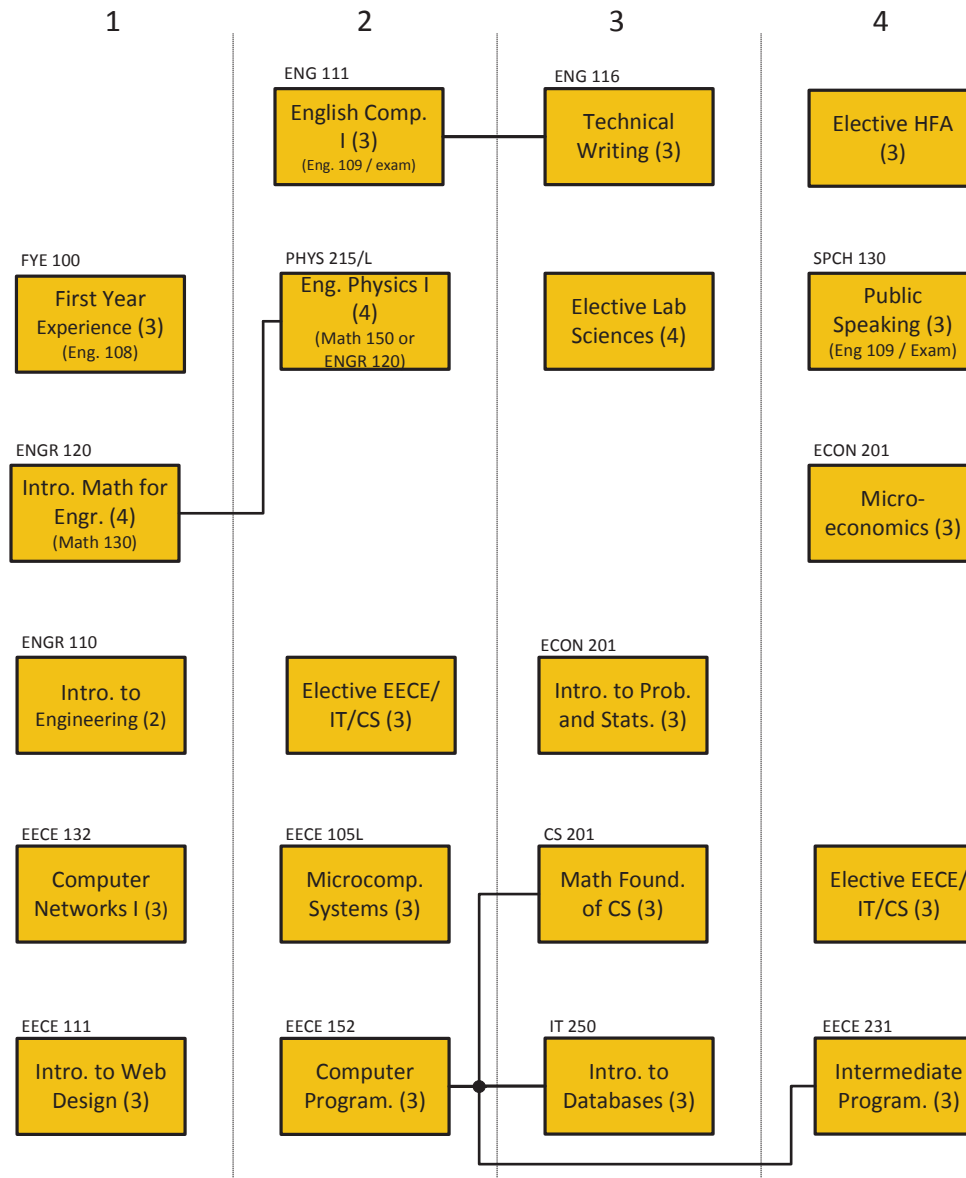 1
2
3
4
ENG 111
English Comp.
I (3)
(Eng. 109 / exam)
ENG 116
Technical
Writing (3)
Elective HFA
(3)
FYE 100
First Year
Experience (3)
(Eng. 108)
PHYS 215/L
Eng. Physics I
(4)
(Math 150 or
ENGR 120)
Elective Lab
Sciences (4)
SPCH 130
Public
Speaking (3)
(Eng 109 / Exam)
ENGR 120
Intro. Math for
Engr. (4)
(Math 130)
ECON 201
Micro-
economics (3)
ENGR 110
Intro. to
Engineering (2)
Elective EECE/
IT/CS (3)
ECON 201
Intro. to Prob.
and Stats. (3)
EECE 132
Computer
Networks I (3)
EECE 105L
Microcomp.
Systems (3)
CS 201
Math Found.
of CS (3)
Elective EECE/
IT/CS (3)
EECE 111
Intro. to Web
Design (3)
EECE 152
Computer
Program. (3)
IT 250
Intro. to
Databases (3)
EECE 231
Intermediate
Program. (3)